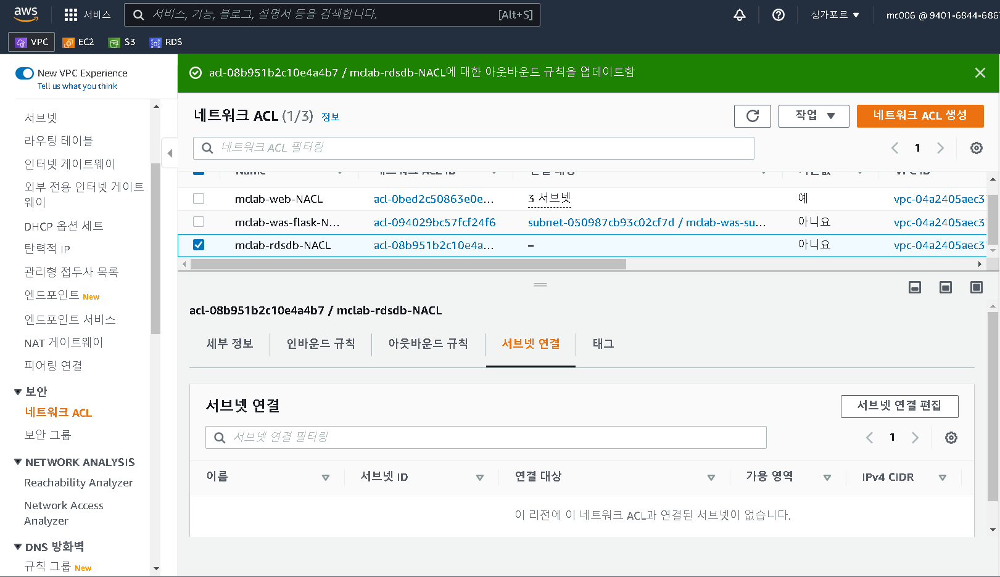 aws 서비스 서비스, 기능, 블로그, 설명서 등을 검색합니다. [Alt+S] 싱가포르 ▼ mc006 @ 9401-6844-686
VPC EC2 S3 RDS
New VPC Experience
Tell us what you think
서브넷
라우팅 테이블
인터넷 게이트웨이
외부 전용 인터넷 게이트
웨이
DHCP 옵션 세트
탄력적 IP
관리형 접두사 목록
엔드포인트 New
엔드포인트 서비스
NAT 게이트웨이
피어링 연결
보안
네트워크 ACL
보안 그룹
NETWORK ANALYSIS
Reachability Analyzer
Network Access
Analyzer
DNS 방화벽
규칙 그룹 New
acl-08b951b2c10e4a4b7 / mclab-rdsdb-NACL에 대한 아웃바운드 규칙을 업데이트함
네트워크 ACL (1/3) 정보
작업 ▼ 네트워크 ACL 생성
네트워크 ACL 필터링
1
Name 네트워크 ACL ID 연결 대상 기본값 VPC ID
mclab-web-NACL acl-0bed2c50863e0e... 3 서브넷 예 vpc-04a2405aec3
mclab-was-flask-N... acl-094029bc57fcf24f6 subnet-050987cb93c02cf7d / mclab-was-su... 아니요 vpc-04a2405aec3
mclab-rdsdb-NACL acl-08b951b2c10e4a... – 아니요 vpc-04a2405aec3
acl-08b951b2c10e4a4b7 / mclab-rdsdb-NACL
세부 정보 인바운드 규칙 아웃바운드 규칙 서브넷 연결 태그
서브넷 연결
서브넷 연결 편집
서브넷 연결 필터링
1
이름 서브넷 ID 연결 대상 가용 영역 IPv4 CIDR
이 리전에 이 네트워크 ACL과 연결된 서브넷이 없습니다.